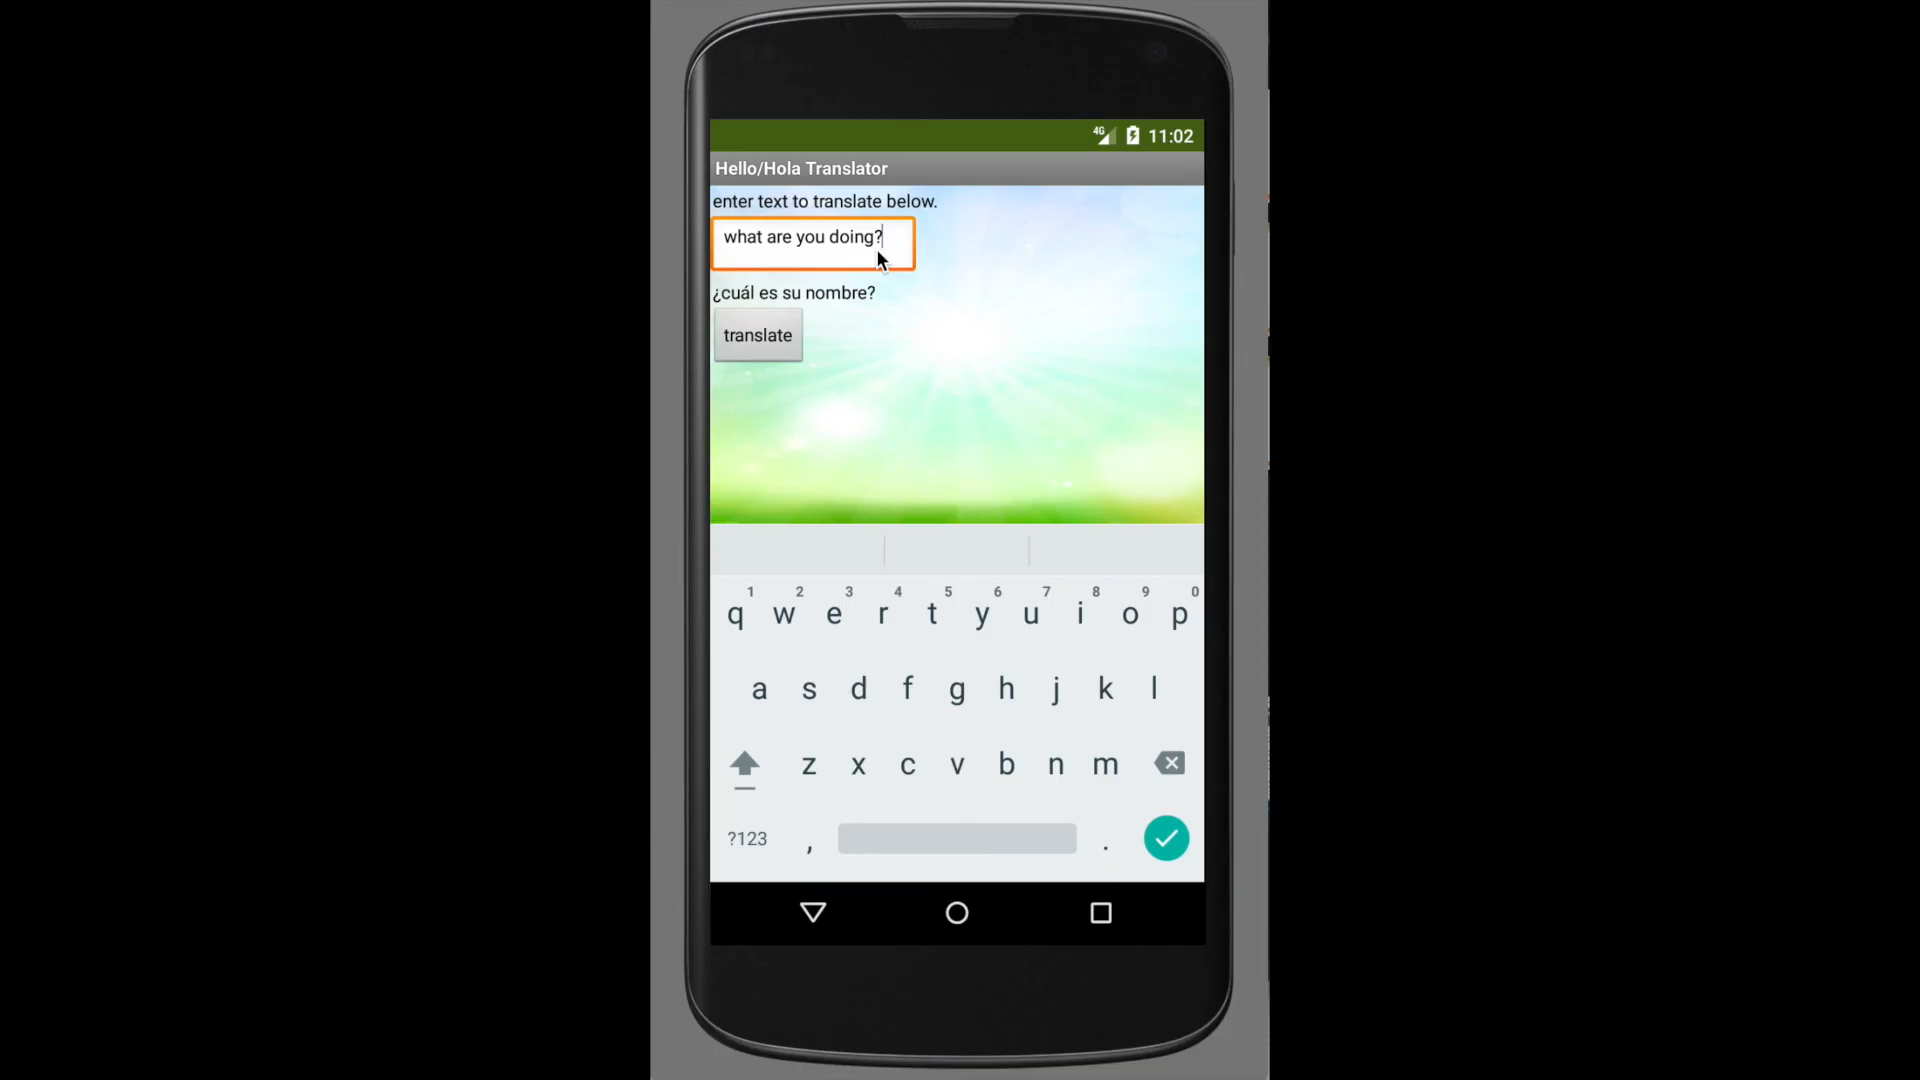 4G 11:02
Hello/Hola Translator
enter text to translate below.
what are you doing?
¿cuál es su nombre?
translate
1 2 3 4 5 6 7 8 9 0
q w e r t y u i o p
a s d f g h j k l
z x c v b n m
?123 , .